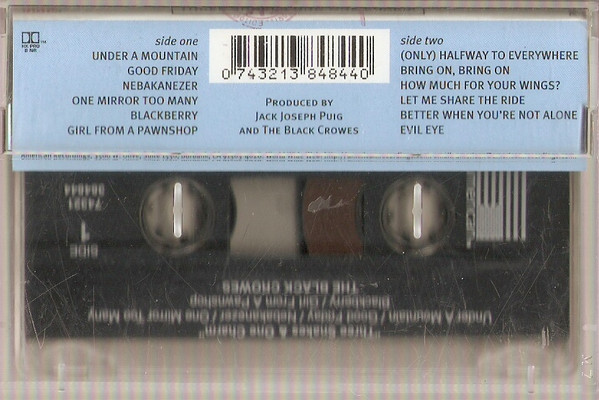 side one
UNDER A MOUNTAIN
GOOD FRIDAY
NEBAKANEZER
ONE MIRROR TOO MANY
BLACKBERRY
GIRL FROM A PAWNSHOP
HX PRO
B NR
0 743213 848440
PRODUCED BY
JACK JOSEPH PUIG
AND THE BLACK CROWES
side two
(ONLY) HALFWAY TO EVERYWHERE
BRING ON, BRING ON
HOW MUCH FOR YOUR WINGS?
LET ME SHARE THE RIDE
BETTER WHEN YOU'RE NOT ALONE
EVIL EYE
SIDE
1
THE BLACK CROWES
"Three Snakes & One Charm"
Under A Mountain / Good Friday / Nebakanezer / One Mirror Too Many
Blackberry / Girl From A Pawnshop